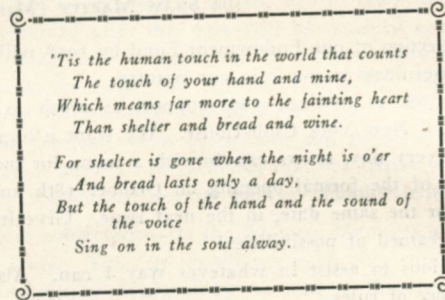 'Tis the human touch in the world that counts
The touch of your hand and mine,
Which means far more to the fainting heart
Than shelter and bread and wine.
For shelter is gone when the night is o'er
And bread lasts only a day,
But the touch of the hand and the sound of
the voice
Sing on in the soul alway.